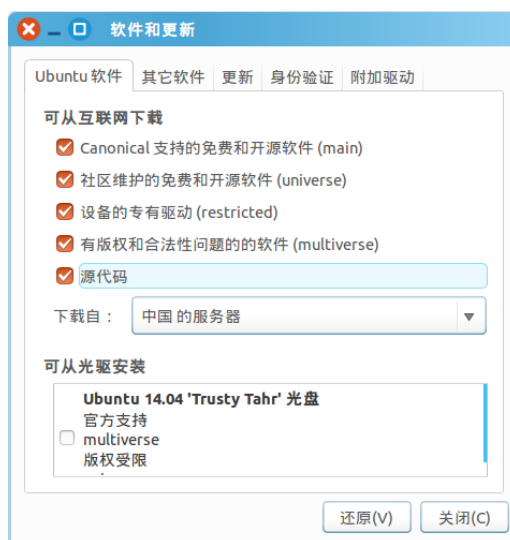 软件和更新
Ubuntu 软件 其它软件 更新 身份验证 附加驱动
可从互联网下载
Canonical 支持的免费和开源软件 (main)
社区维护的免费和开源软件 (universe)
设备的专有驱动 (restricted)
有版权和合法性问题的的软件 (multiverse)
源代码
下载自： 中国 的服务器
可从光驱安装
Ubuntu 14.04 'Trusty Tahr' 光盘
官方支持
multiverse
版权受限
还原(V) 关闭(C)